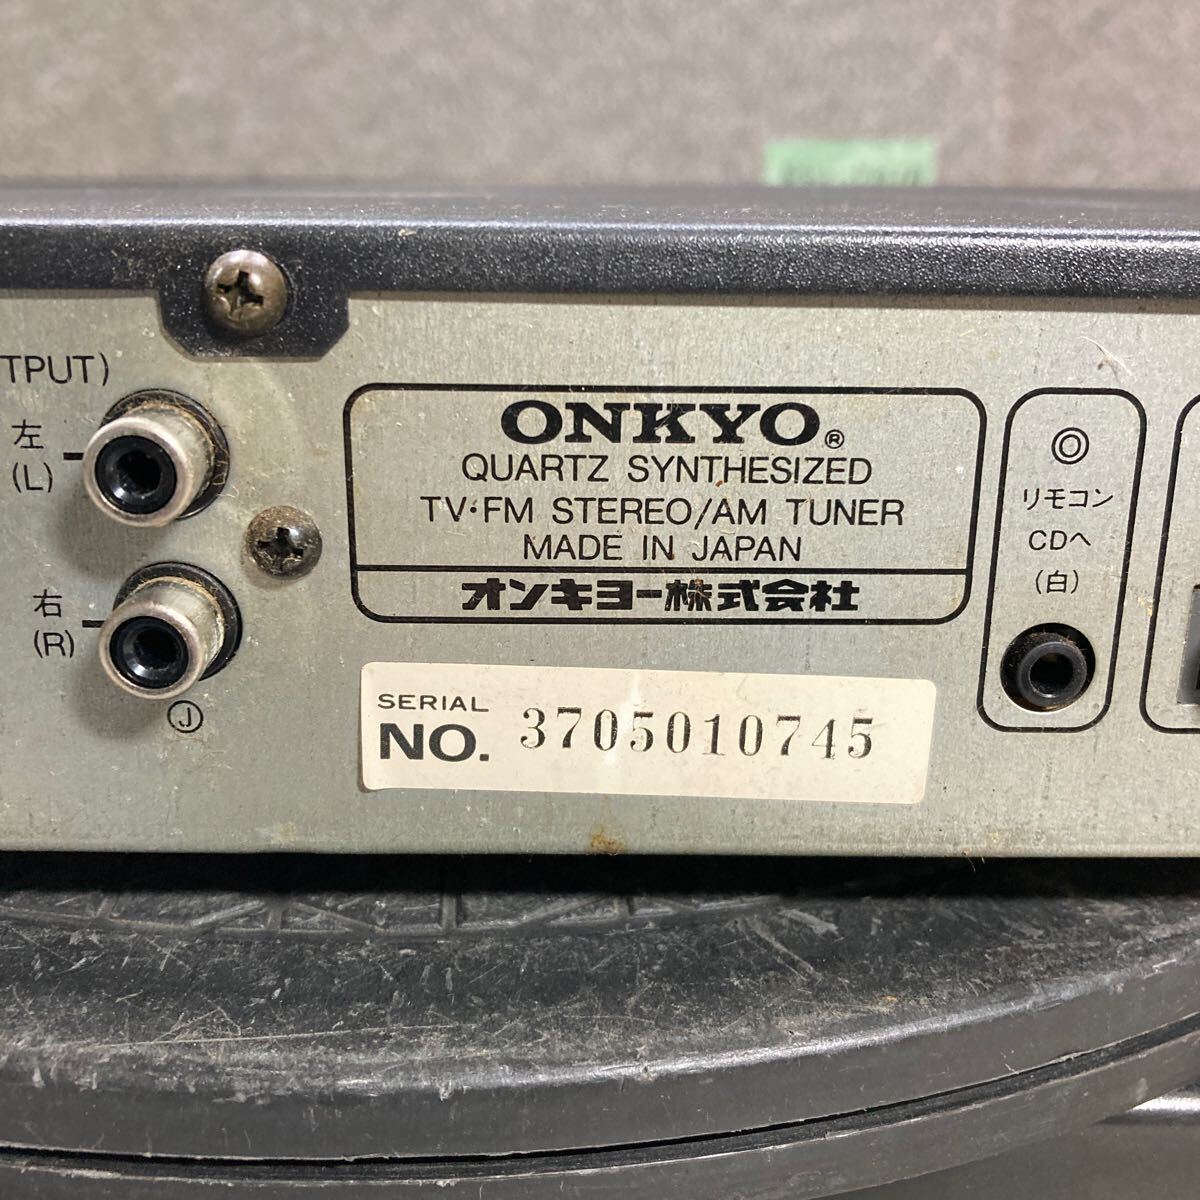 TPUT)
左
(L)
右
(R)
J
ONKYO®
QUARTZ SYNTHESIZED
TV·FM STEREO/AM TUNER
MADE IN JAPAN
オンキヨー株式会社
SERIAL
NO. 3705010745
◎
リモコン
CDへ
(白)